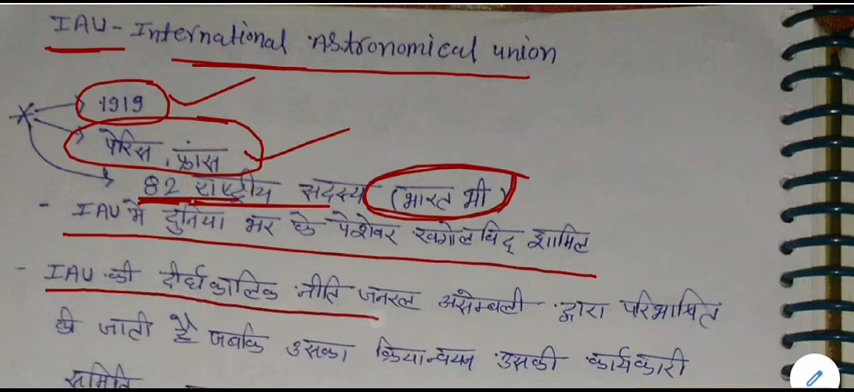 IAU - International Astronomical union
1919
पेरिस, फ्रांस
82 राष्ट्रीय सदस्य (भारत भी)
- IAU में दुनिया भर के पेशेवर खगोलविद् शामिल
- IAU की दीर्घकालिक नीति जनरल असेम्बली द्वारा परिभाषित
की जाती है जबकि उसका क्रियान्वयन उसकी कार्यकारी
समिति